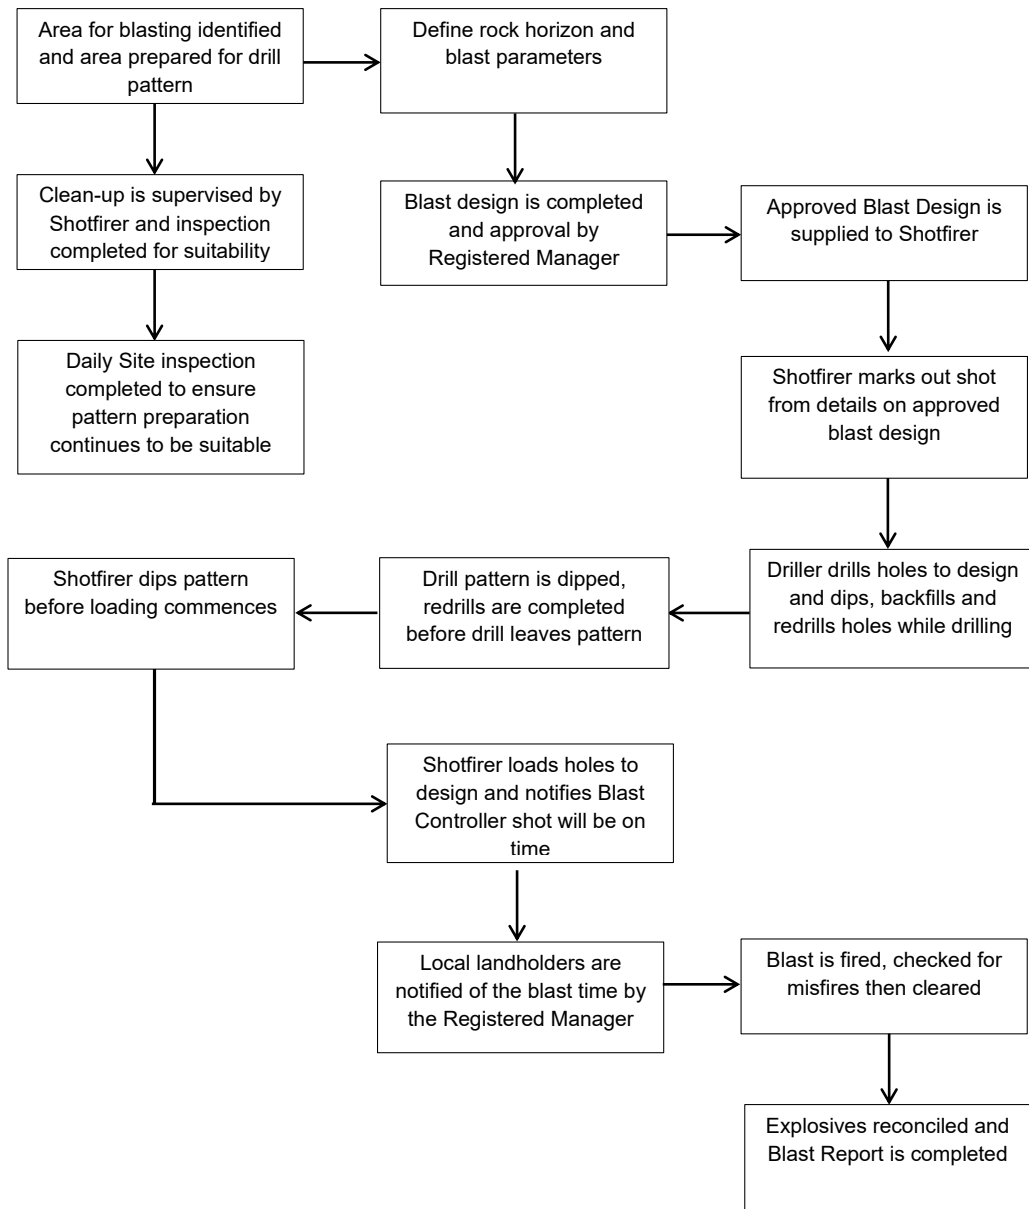 Area for blasting identified
and area prepared for drill
pattern
Define rock horizon and
blast parameters
Clean-up is supervised by
Shotfirer and inspection
completed for suitability
Blast design is completed
and approval by
Registered Manager
Approved Blast Design is
supplied to Shotfirer
Daily Site inspection
completed to ensure
pattern preparation
continues to be suitable
Shotfirer marks out shot
from details on approved
blast design
Shotfirer dips pattern
before loading commences
Drill pattern is dipped,
redrills are completed
before drill leaves pattern
Driller drills holes to design
and dips, backfills and
redrills holes while drilling
Shotfirer loads holes to
design and notifies Blast
Controller shot will be on
time
Local landholders are
notified of the blast time by
the Registered Manager
Blast is fired, checked for
misfires then cleared
Explosives reconciled and
Blast Report is completed